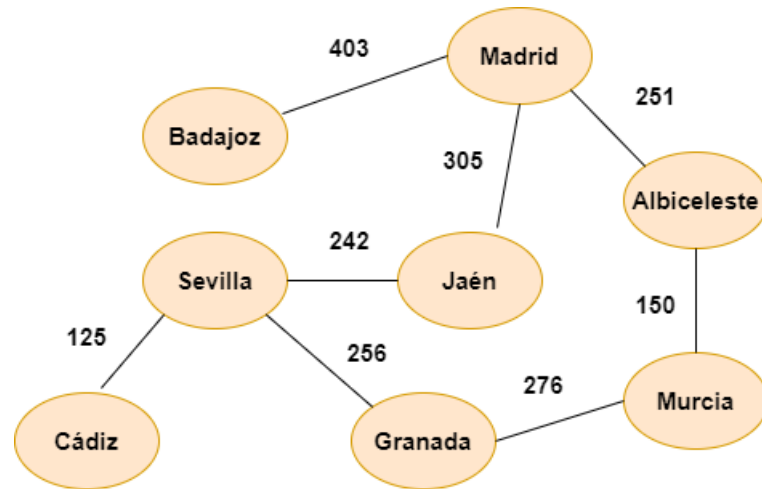 403
Madrid
251
Badajoz
305
Albiceleste
242
Sevilla
Jaén
125
256
150
276
Murcia
Cádiz
Granada